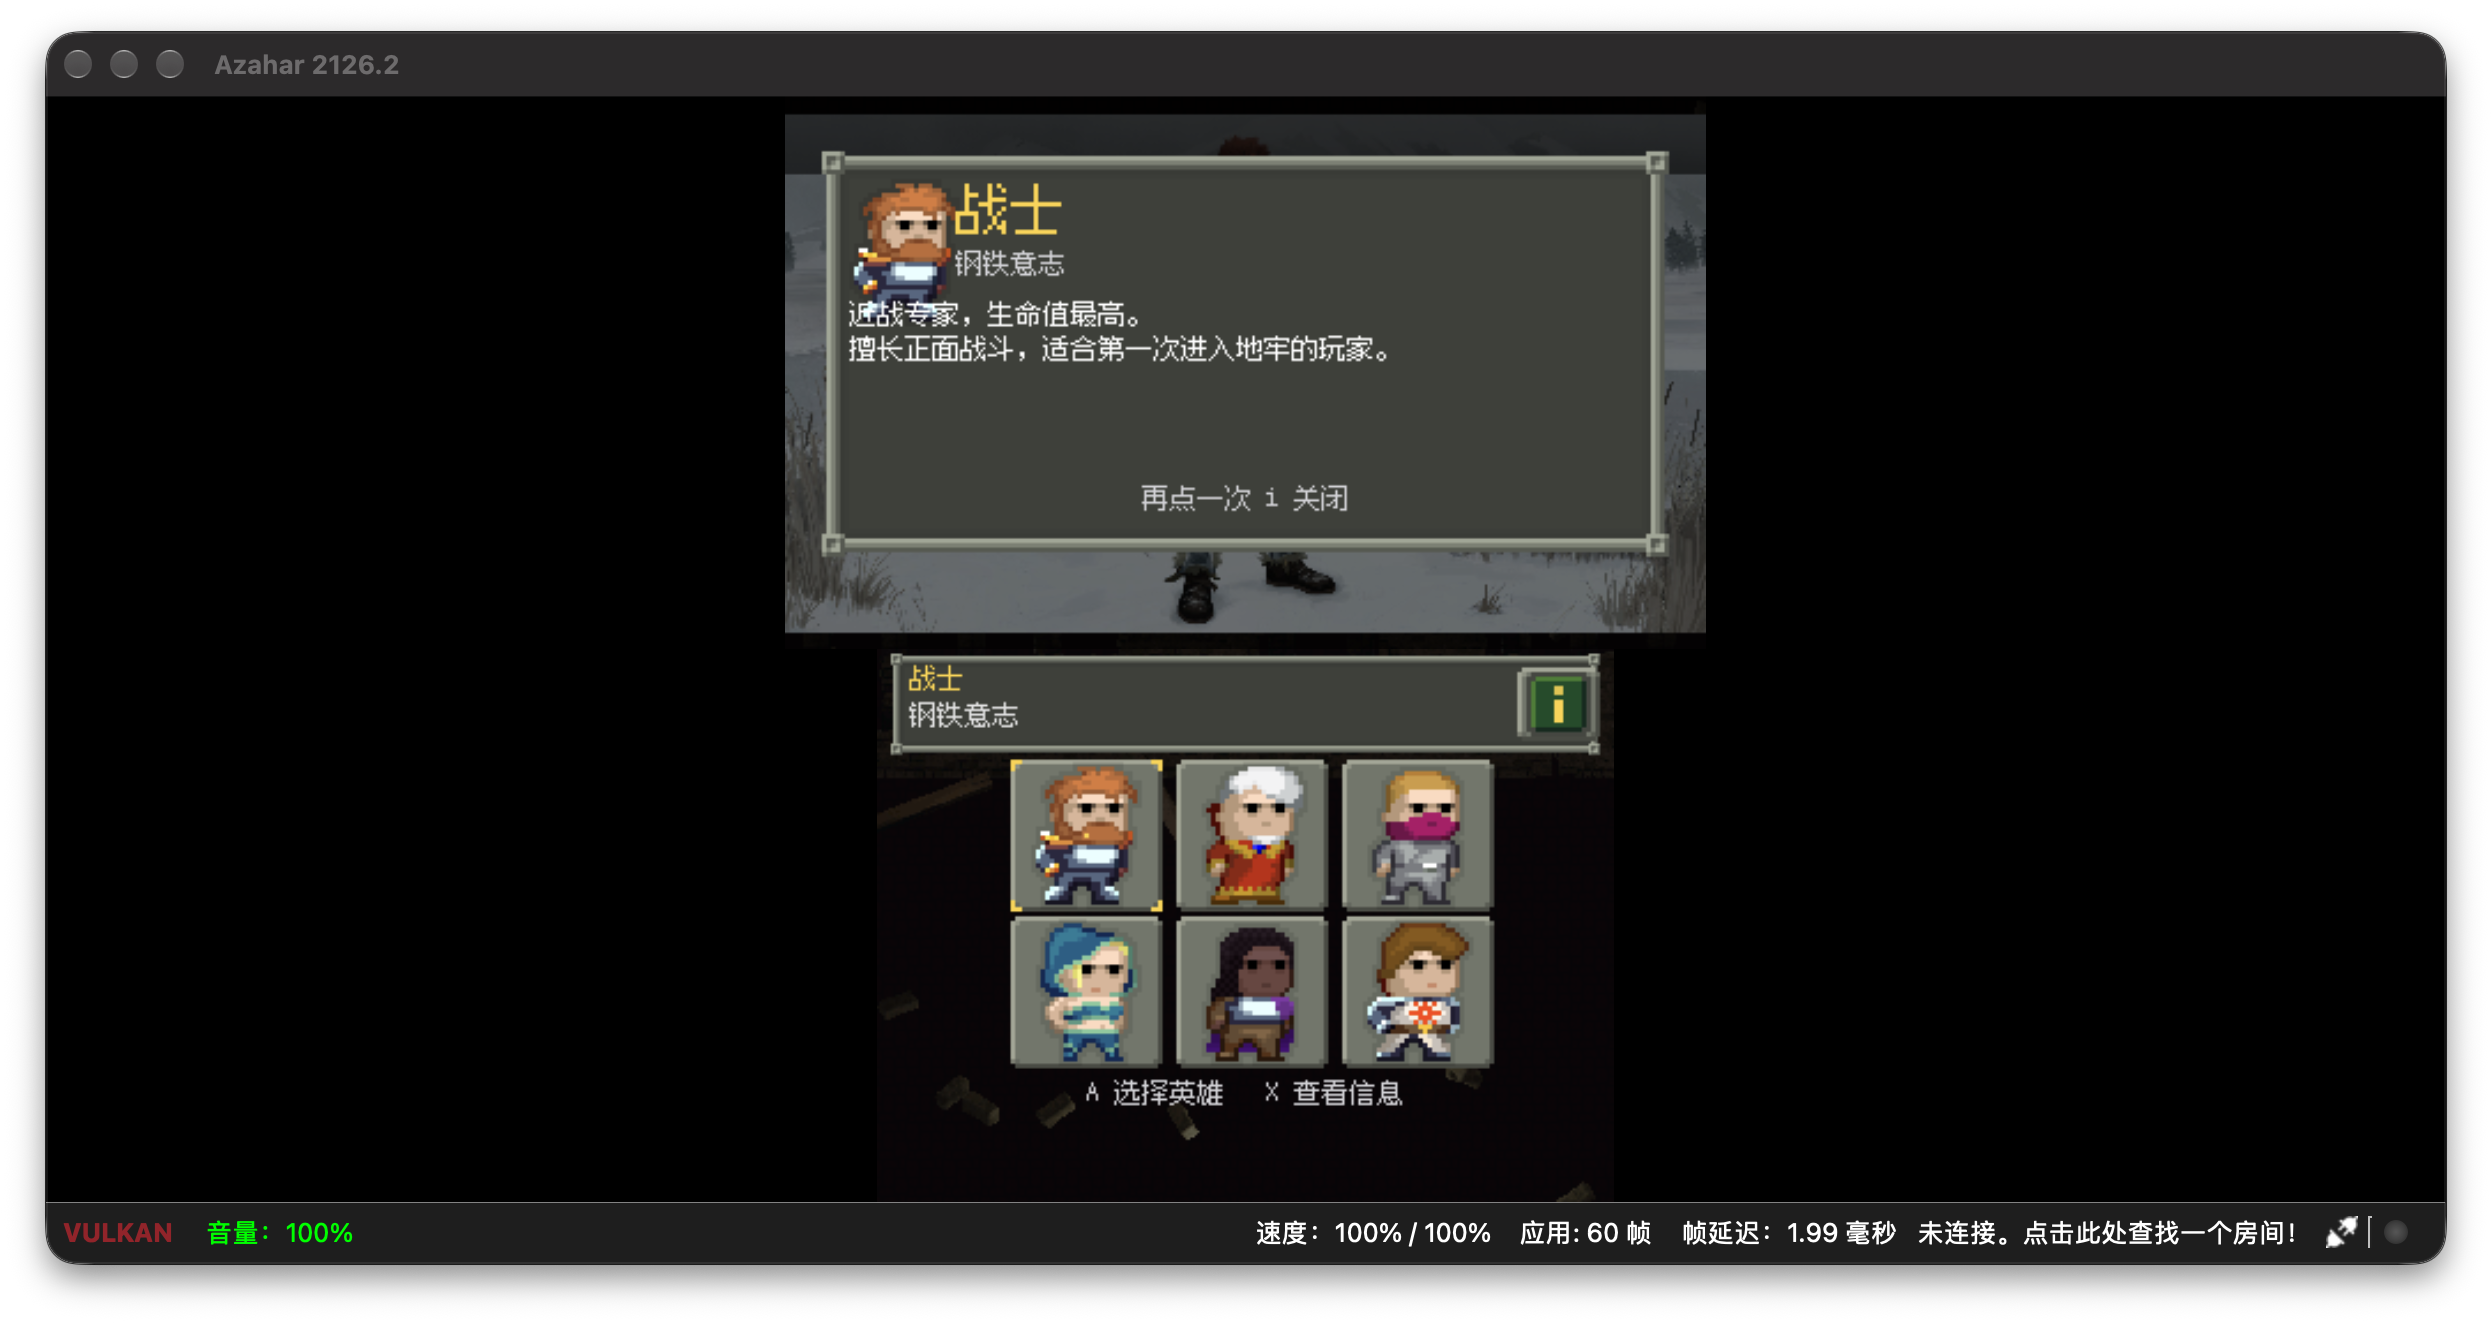 Azahar 2126.2
战士
钢铁意志
近战专家，生命值最高。
擅长正面战斗，适合第一次进入地牢的玩家。
再点一次 i 关闭
战士
钢铁意志
i
A 选择英雄 X 查看信息
VULKAN 音量：100% 速度：100% / 100% 应用: 60 帧 帧延迟：1.99 毫秒 未连接。点击此处查找一个房间！